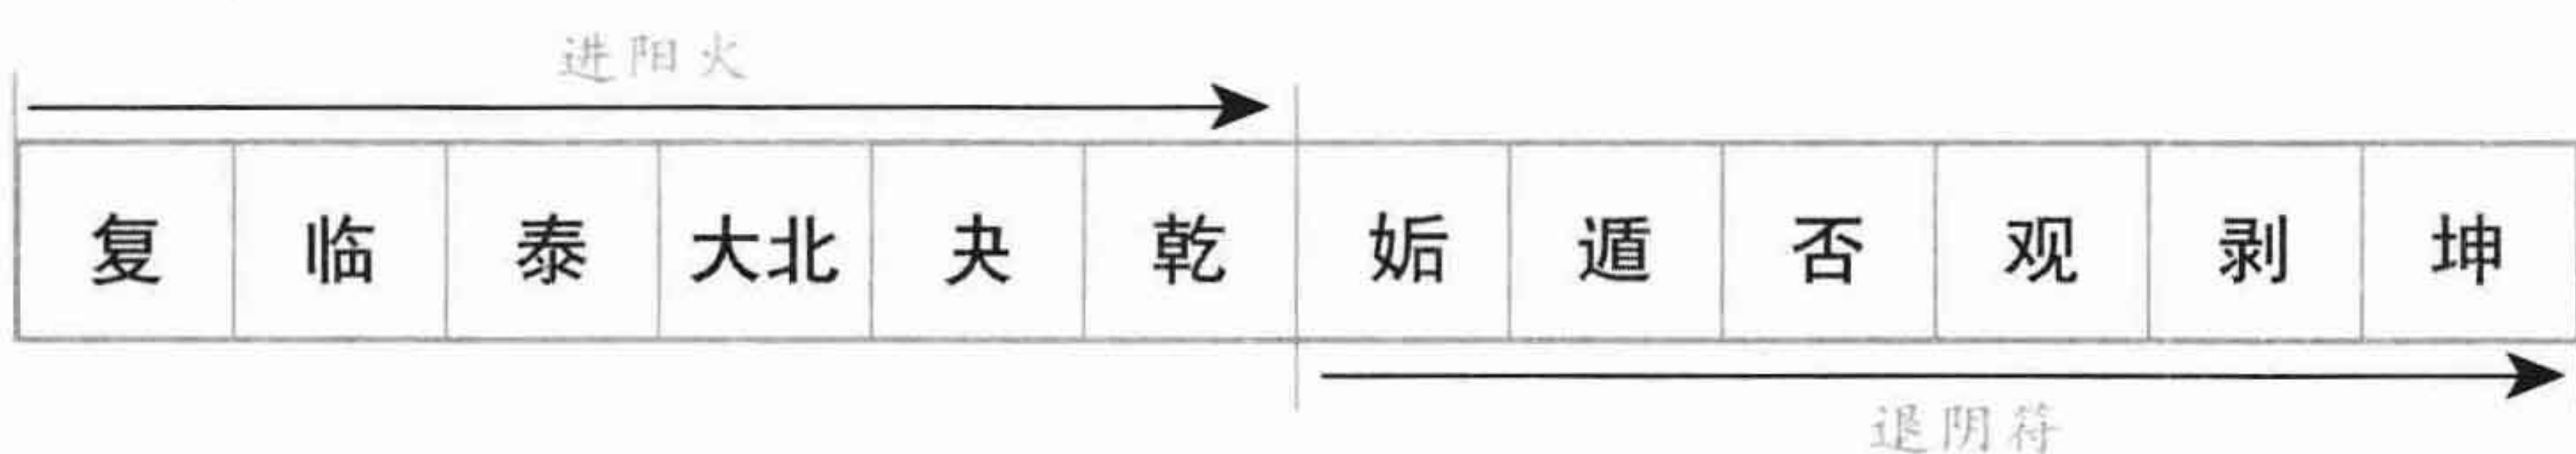 进阳火
复 临 泰 大北 夬 乾 姤 遁 否 观 剥 坤
退阴符